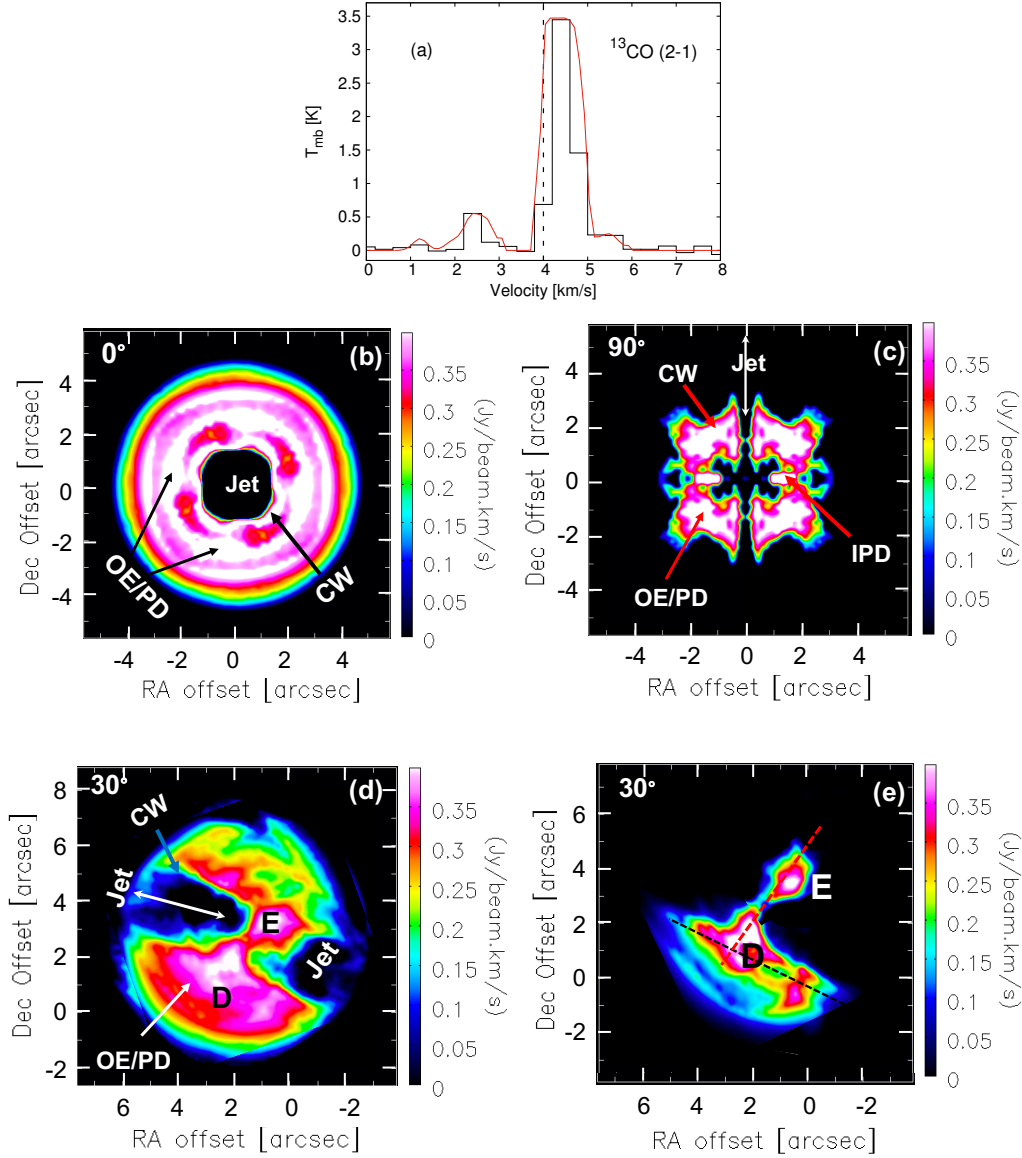 (a)
¹³CO (2-1)
3.5
3
2.5
2
1.5
1
0.5
0
T_mb [K]
0 1 2 3 4 5 6 7 8
Velocity [km/s]
0°
(b)
Jet
OE/PD
CW
4
2
0
-2
-4
Dec Offset [arcsec]
-4 -2 0 2 4
RA offset [arcsec]
0.35
0.3
0.25
0.2
0.15
0.1
0.05
0
(Jy/beam.km/s)
90°
(c)
Jet
CW
IPD
OE/PD
4
2
0
-2
-4
Dec Offset [arcsec]
-4 -2 0 2 4
RA offset [arcsec]
0.35
0.3
0.25
0.2
0.15
0.1
0.05
0
(Jy/beam.km/s)
30°
(d)
CW
Jet
E
Jet
D
OE/PD
8
6
4
2
0
-2
Dec Offset [arcsec]
6 4 2 0 -2
RA offset [arcsec]
0.35
0.3
0.25
0.2
0.15
0.1
0.05
0
(Jy/beam.km/s)
30°
(e)
E
D
6
4
2
0
-2
Dec Offset [arcsec]
6 4 2 0 -2
RA offset [arcsec]
0.35
0.3
0.25
0.2
0.15
0.1
0.05
0
(Jy/beam.km/s)